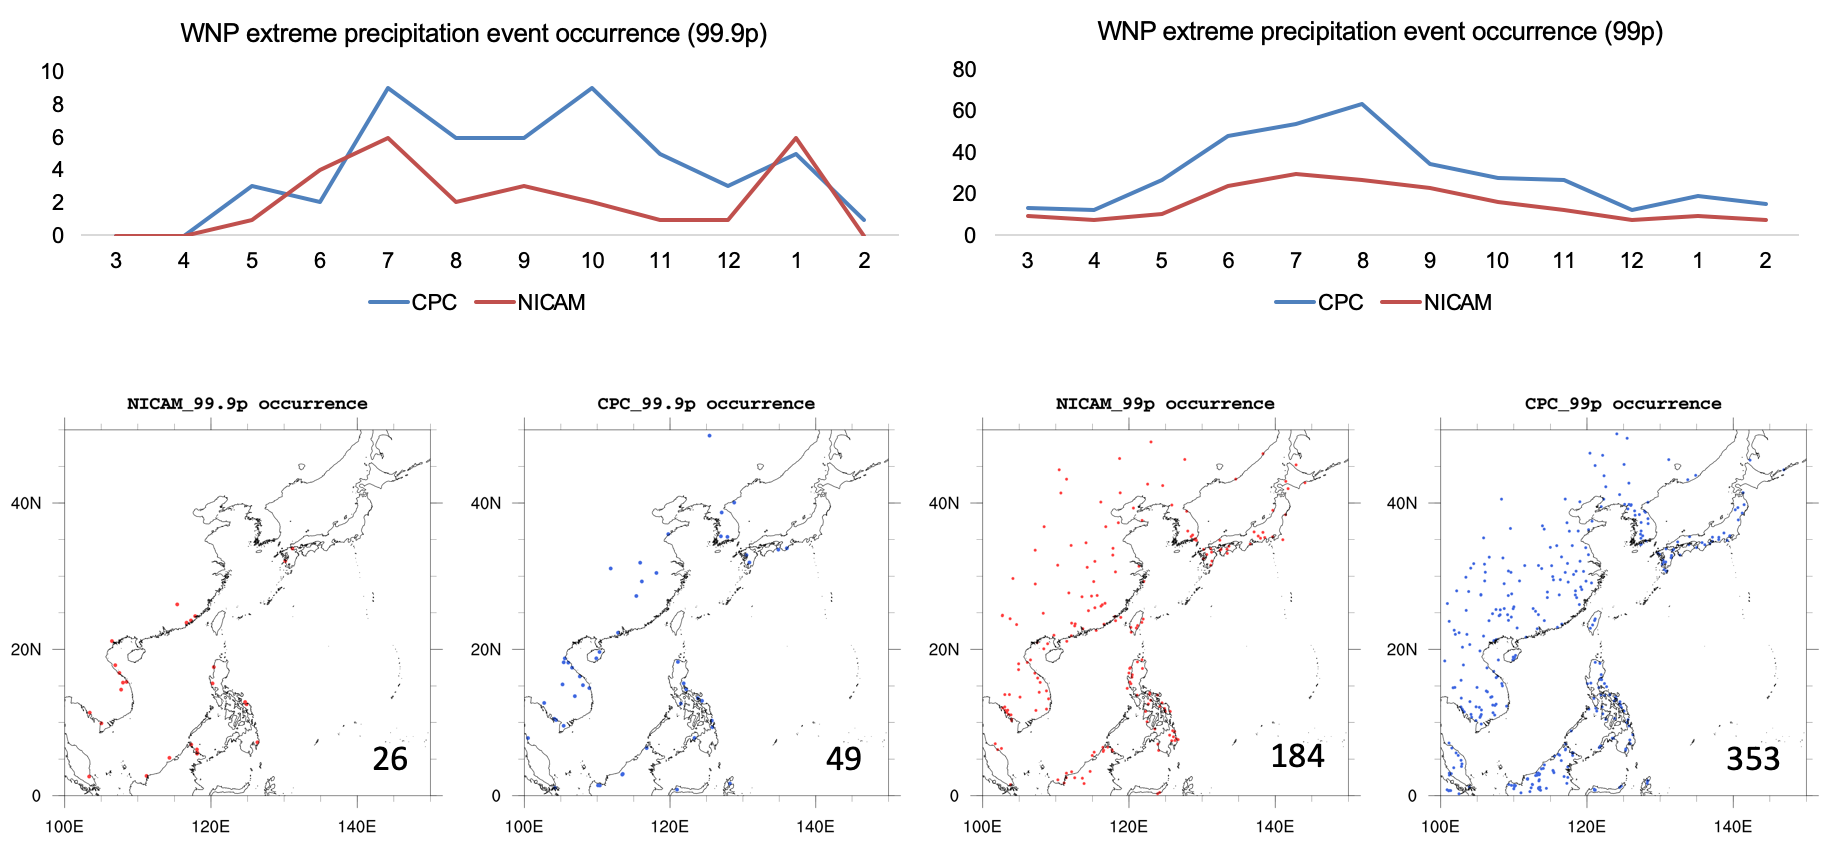 WNP extreme precipitation event occurrence (99.9p)
10
8
6
4
2
0
3 4 5 6 7 8 9 10 11 12 1 2
CPC NICAM
WNP extreme precipitation event occurrence (99p)
80
60
40
20
0
3 4 5 6 7 8 9 10 11 12 1 2
CPC NICAM
NICAM_99.9p occurrence
40N
20N
0
100E 120E 140E
26
CPC_99.9p occurrence
40N
20N
0
100E 120E 140E
49
NICAM_99p occurrence
40N
20N
0
100E 120E 140E
184
CPC_99p occurrence
40N
20N
0
100E 120E 140E
353